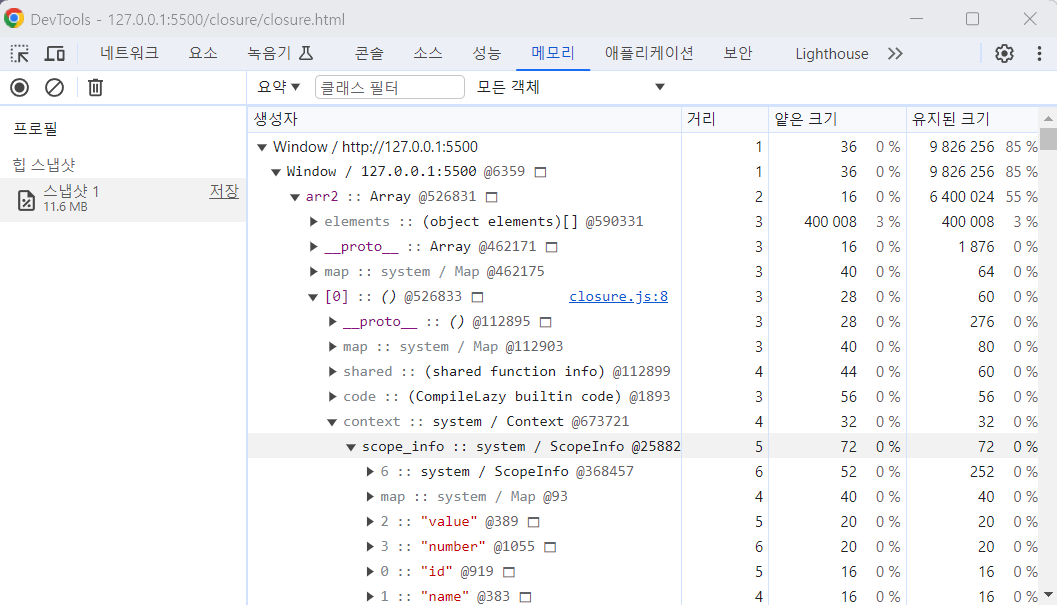 DevTools - 127.0.0.1:5500/closure/closure.html
네트워크 요소 녹음기 콘솔 소스 성능 메모리 애플리케이션 보안 Lighthouse
요약 ▼ 클래스 필터 모든 객체 ▼
프로필
힙 스냅샷
스냅샷 1 저장
11.6 MB
생성자 거리 얕은 크기 유지된 크기
▼ Window / http://127.0.0.1:5500 1 36 0 % 9 826 256 85 %
▼ Window / 127.0.0.1:5500 @6359 1 36 0 % 9 826 256 85 %
▼ arr2 :: Array @526831 2 16 0 % 6 400 024 55 %
▶ elements :: (object elements)[] @590331 3 400 008 3 % 400 008 3 %
▶ __proto__ :: Array @462171 3 16 0 % 1 876 0 %
▶ map :: system / Map @462175 3 40 0 % 64 0 %
▼ [0] :: () @526833 closure.js:8 3 28 0 % 60 0 %
▶ __proto__ :: () @112895 3 28 0 % 276 0 %
▶ map :: system / Map @112903 3 40 0 % 80 0 %
▶ shared :: (shared function info) @112899 4 44 0 % 60 0 %
▶ code :: (CompileLazy builtin code) @1893 3 56 0 % 56 0 %
▼ context :: system / Context @673721 4 32 0 % 32 0 %
▼ scope_info :: system / ScopeInfo @25882 5 72 0 % 72 0 %
▶ 6 :: system / ScopeInfo @368457 6 52 0 % 252 0 %
▶ map :: system / Map @93 4 40 0 % 40 0 %
▶ 2 :: "value" @389 5 20 0 % 20 0 %
▶ 3 :: "number" @1055 6 20 0 % 20 0 %
▶ 0 :: "id" @919 5 16 0 % 16 0 %
▶ 1 :: "name" @383 4 16 0 % 16 0 %